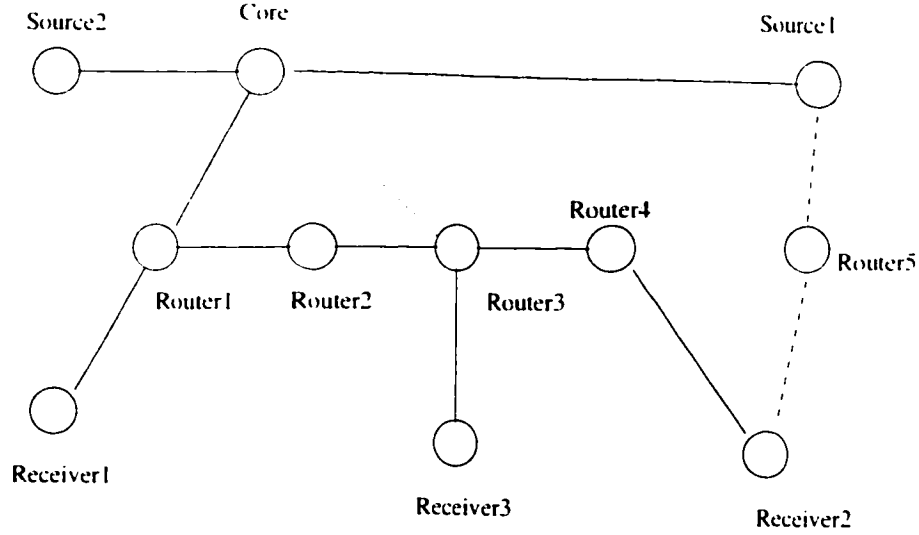 Source2
Core
Source1
Router4
Router5
Router1
Router2
Router3
Receiver1
Receiver3
Receiver2